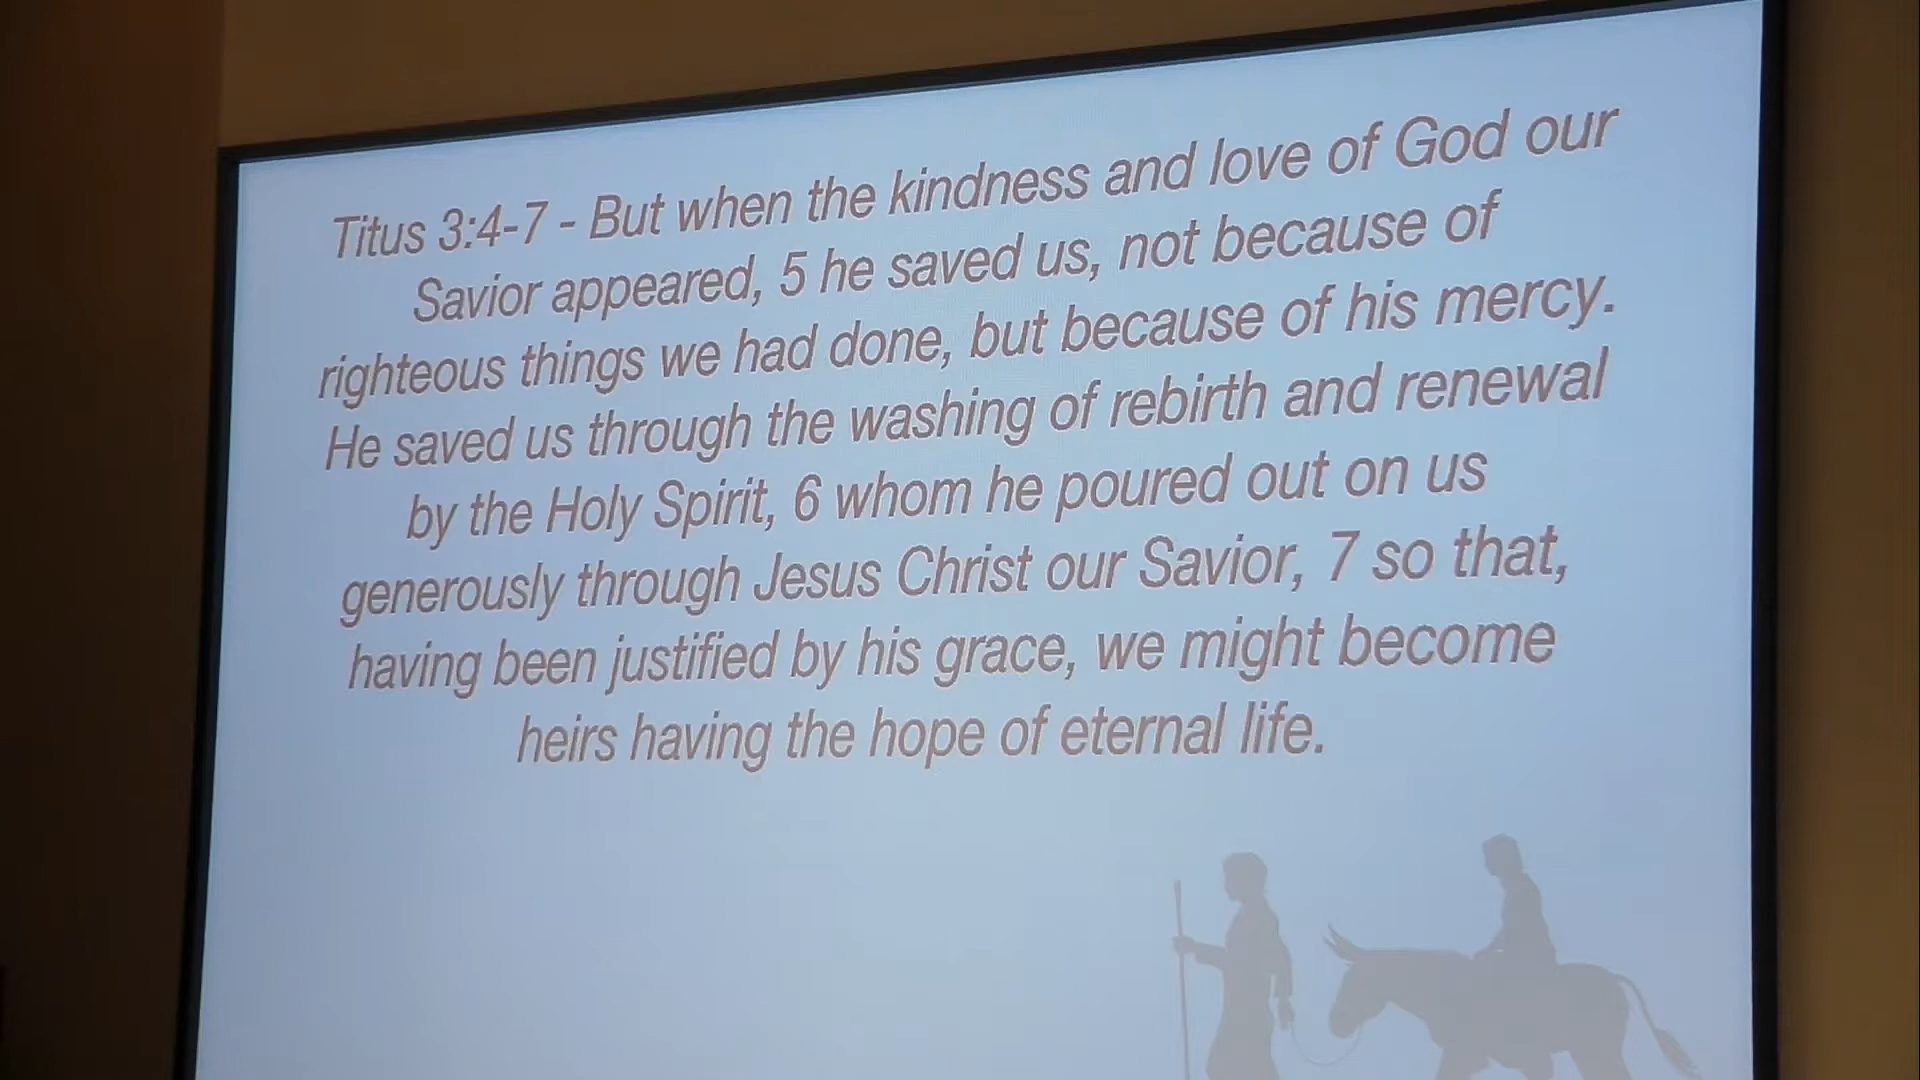 Titus 3:4-7 - But when the kindness and love of God our
Savior appeared, 5 he saved us, not because of
righteous things we had done, but because of his mercy.
He saved us through the washing of rebirth and renewal
by the Holy Spirit, 6 whom he poured out on us
generously through Jesus Christ our Savior, 7 so that,
having been justified by his grace, we might become
heirs having the hope of eternal life.